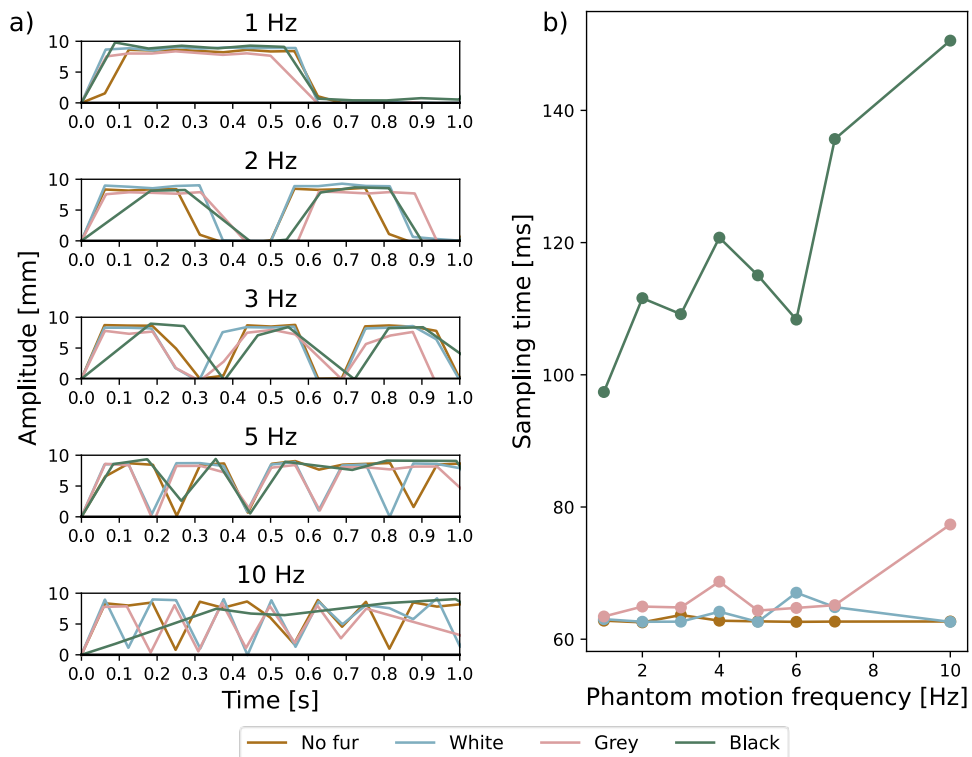 a)
1 Hz
10
5
0
0.0 0.1 0.2 0.3 0.4 0.5 0.6 0.7 0.8 0.9 1.0
2 Hz
10
5
0
0.0 0.1 0.2 0.3 0.4 0.5 0.6 0.7 0.8 0.9 1.0
3 Hz
10
5
0
0.0 0.1 0.2 0.3 0.4 0.5 0.6 0.7 0.8 0.9 1.0
5 Hz
10
5
0
0.0 0.1 0.2 0.3 0.4 0.5 0.6 0.7 0.8 0.9 1.0
10 Hz
10
5
0
0.0 0.1 0.2 0.3 0.4 0.5 0.6 0.7 0.8 0.9 1.0
Amplitude [mm]
Time [s]
b)
140
120
100
80
60
2 4 6 8 10
Sampling time [ms]
Phantom motion frequency [Hz]
No fur White Grey Black